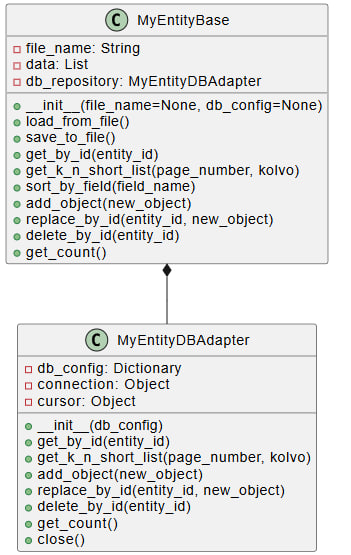 C MyEntityBase
file_name: String
data: List
db_repository: MyEntityDBAdapter
__init__(file_name=None, db_config=None)
load_from_file()
save_to_file()
get_by_id(entity_id)
get_k_n_short_list(page_number, kolvo)
sort_by_field(field_name)
add_object(new_object)
replace_by_id(entity_id, new_object)
delete_by_id(entity_id)
get_count()
C MyEntityDBAdapter
db_config: Dictionary
connection: Object
cursor: Object
__init__(db_config)
get_by_id(entity_id)
get_k_n_short_list(page_number, kolvo)
add_object(new_object)
replace_by_id(entity_id, new_object)
delete_by_id(entity_id)
get_count()
close()